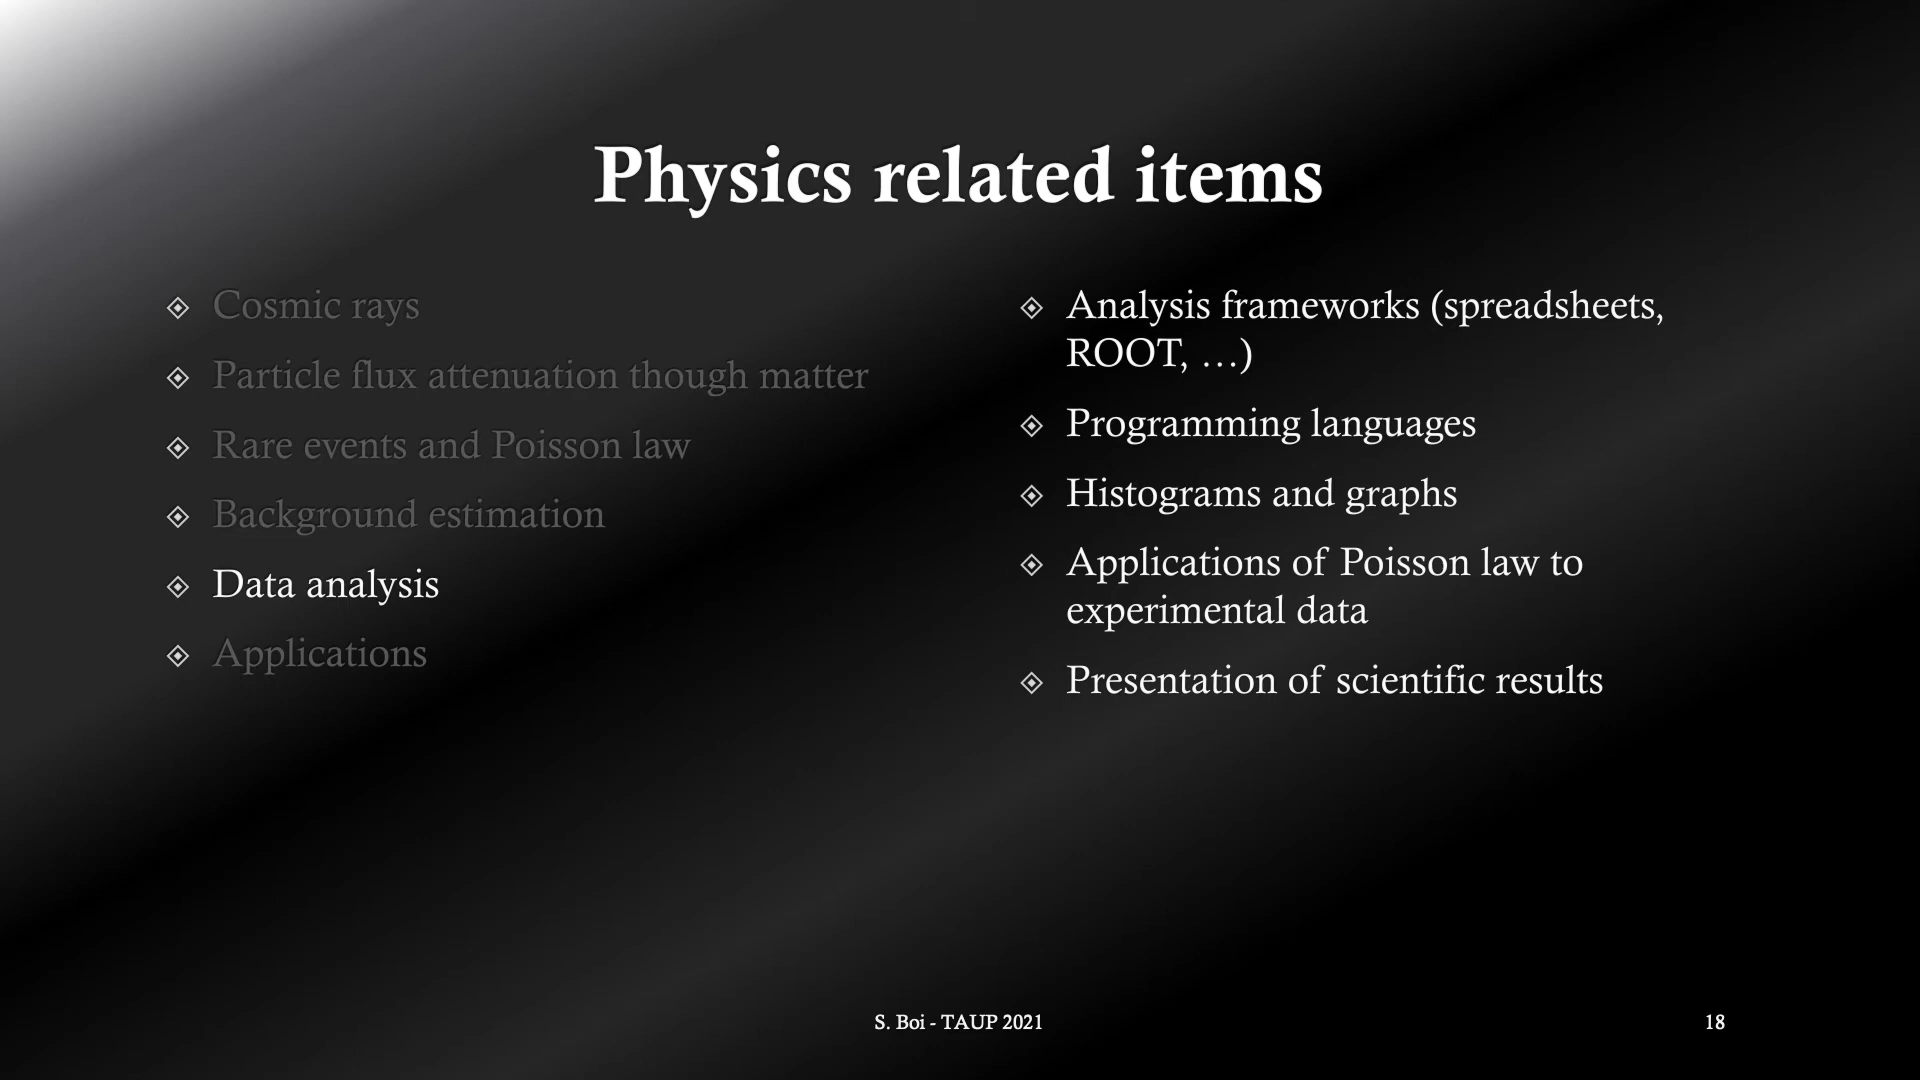 Physics related items
Cosmic rays
Particle flux attenuation though matter
Rare events and Poisson law
Background estimation
Data analysis
Applications
Analysis frameworks (spreadsheets,
ROOT, …)
Programming languages
Histograms and graphs
Applications of Poisson law to
experimental data
Presentation of scientific results
S. Boi - TAUP 2021
18